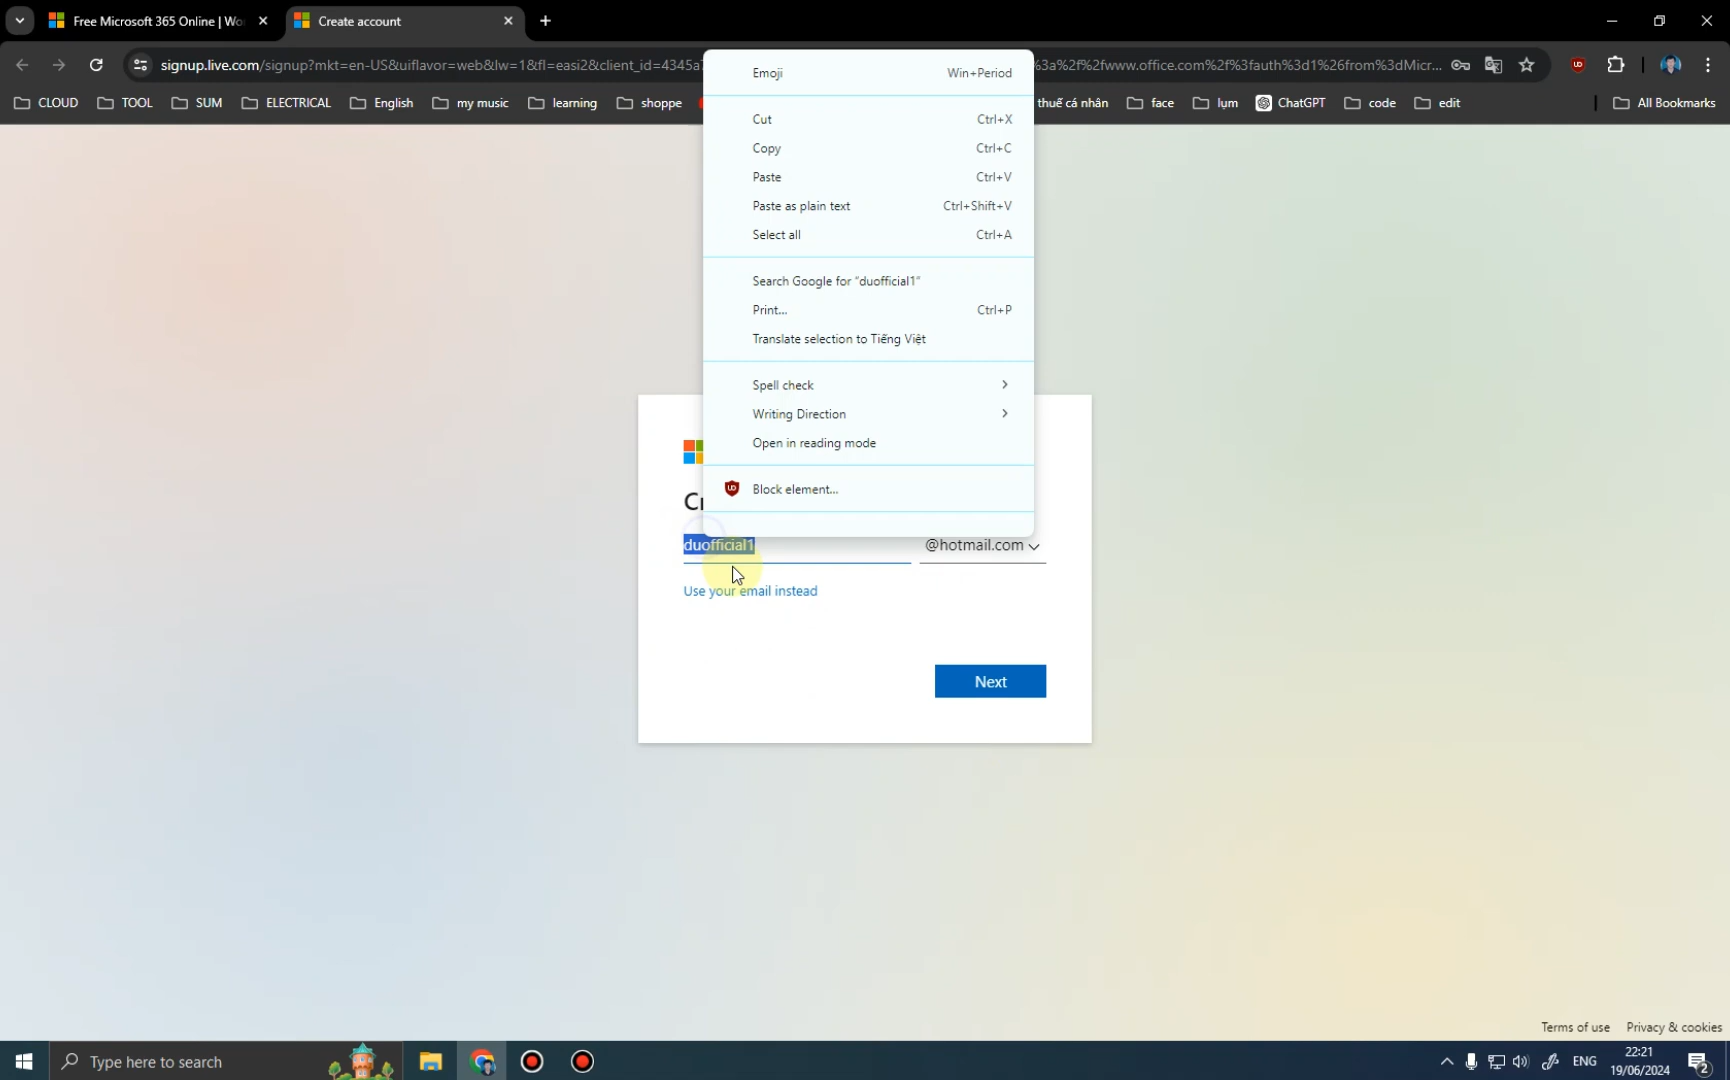 Free Microsoft 365 Online | Wo
Create account
signup.live.com/signup?mkt=en-US&uiflavor=web&lw=1&fl=easi2&client_id=4345a
3a%2f%2fwww.office.com%2f%3fauth%3d1%26from%3dMicr...
CLOUD TOOL SUM ELECTRICAL English my music learning shoppe thuế cá nhân face lụm ChatGPT code edit All Bookmarks
Emoji Win+Period
Cut Ctrl+X
Copy Ctrl+C
Paste Ctrl+V
Paste as plain text Ctrl+Shift+V
Select all Ctrl+A
Search Google for "duofficial1"
Print... Ctrl+P
Translate selection to Tiếng Việt
Spell check
Writing Direction
Open in reading mode
Block element...
Cr
duofficial1 @hotmail.com
Use your email instead
Next
Terms of use Privacy & cookies
Type here to search
ENG 22:21
19/06/2024
2